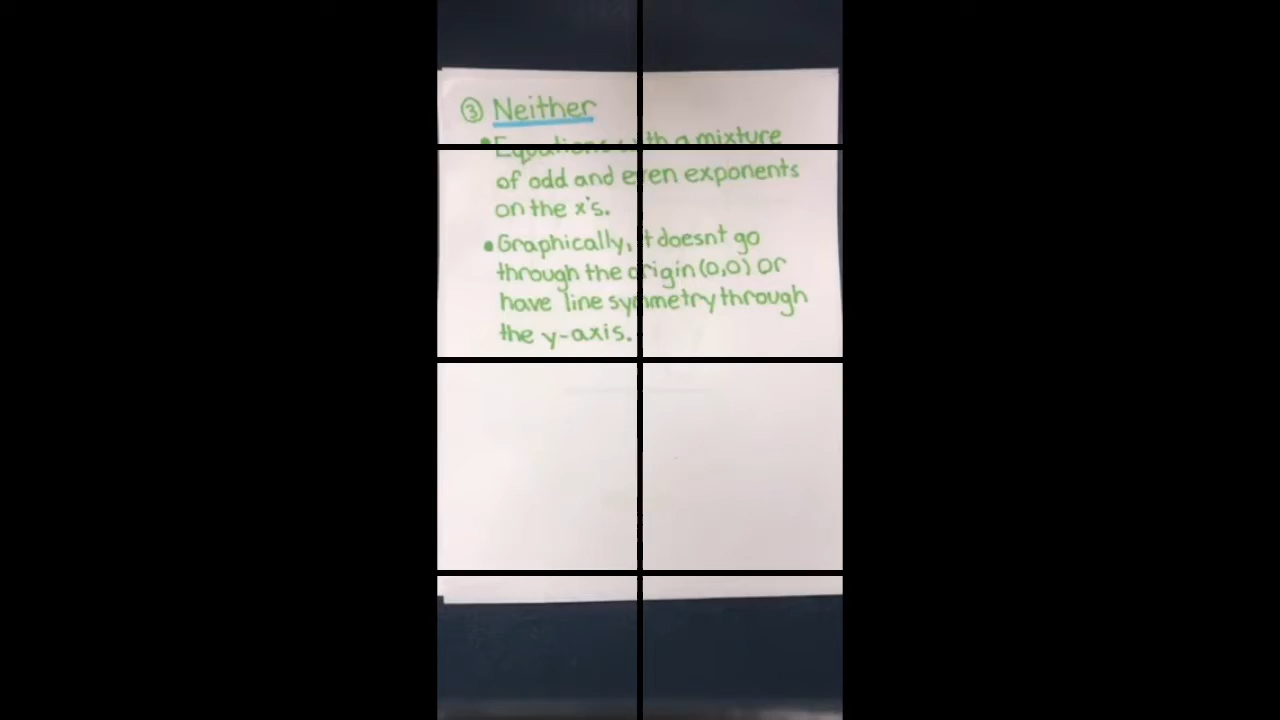 ③ Neither
• Equations with a mixture
of odd and even exponents
on the x's.
• Graphically, it doesnt go
through the origin (0,0) or
have line symmetry through
the y-axis.